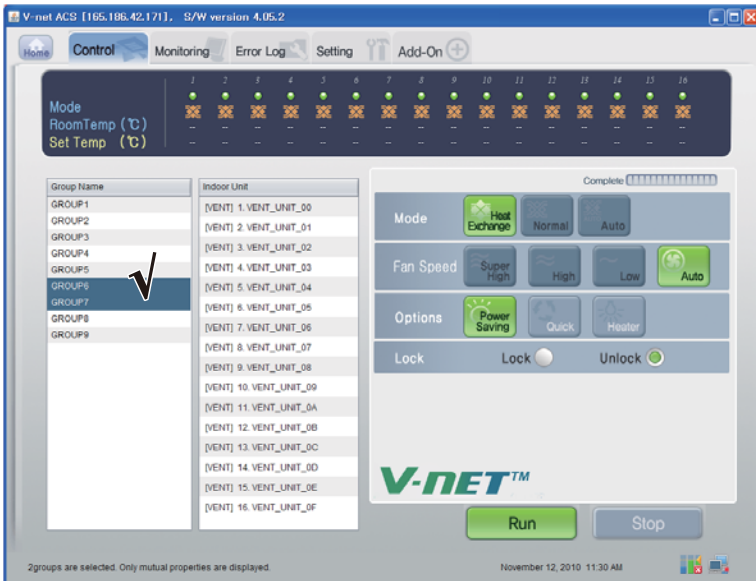 V-net ACS [165.186.42.171],   S/W version 4.05.2
Home
Control
Monitoring
Error Log
Setting
Add-On
1 2 3 4 5 6 7 8 9 10 11 12 13 14 15 16
Mode
RoomTemp (℃) -- -- -- -- -- -- -- -- -- -- -- -- -- -- -- --
Set Temp (℃) -- -- -- -- -- -- -- -- -- -- -- -- -- -- -- --
Group Name
GROUP1
GROUP2
GROUP3
GROUP4
GROUP5
GROUP6
GROUP7
GROUP8
GROUP9
Indoor Unit
[VENT] 1. VENT_UNIT_00
[VENT] 2. VENT_UNIT_01
[VENT] 3. VENT_UNIT_02
[VENT] 4. VENT_UNIT_03
[VENT] 5. VENT_UNIT_04
[VENT] 6. VENT_UNIT_05
[VENT] 7. VENT_UNIT_06
[VENT] 8. VENT_UNIT_07
[VENT] 9. VENT_UNIT_08
[VENT] 10. VENT_UNIT_09
[VENT] 11. VENT_UNIT_0A
[VENT] 12. VENT_UNIT_0B
[VENT] 13. VENT_UNIT_0C
[VENT] 14. VENT_UNIT_0D
[VENT] 15. VENT_UNIT_0E
[VENT] 16. VENT_UNIT_0F
Complete
Mode
Heat
Exchange
Normal
Auto
Fan Speed
Super
High
High
Low
Auto
Options
Power
Saving
Quick
Heater
Lock
Lock
Unlock
V-NET™
Run
Stop
2groups are selected. Only mutual properties are displayed.
November 12, 2010  11:30 AM